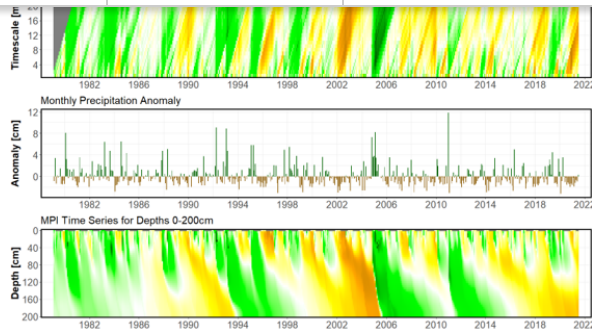 Timescale [m
20
16
12
8
4
1982 1986 1990 1994 1998 2002 2006 2010 2014 2018 2022
Monthly Precipitation Anomaly
Anomaly [cm]
12
8
4
0
1982 1986 1990 1994 1998 2002 2006 2010 2014 2018 2022
MPI Time Series for Depths 0-200cm
Depth [cm]
0
40
80
120
160
200
1982 1986 1990 1994 1998 2002 2006 2010 2014 2018 2022